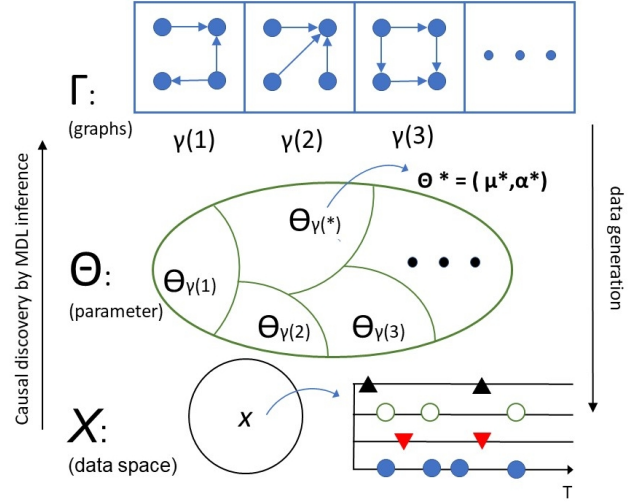 Γ:
(graphs)
γ(1)
γ(2)
γ(3)
Θ* = ( μ*,α*)
Θ:
(parameter)
Θγ(*)
Θγ(1)
Θγ(2)
Θγ(3)
X:
(data space)
x
T
Causal discovery by MDL inference
data generation